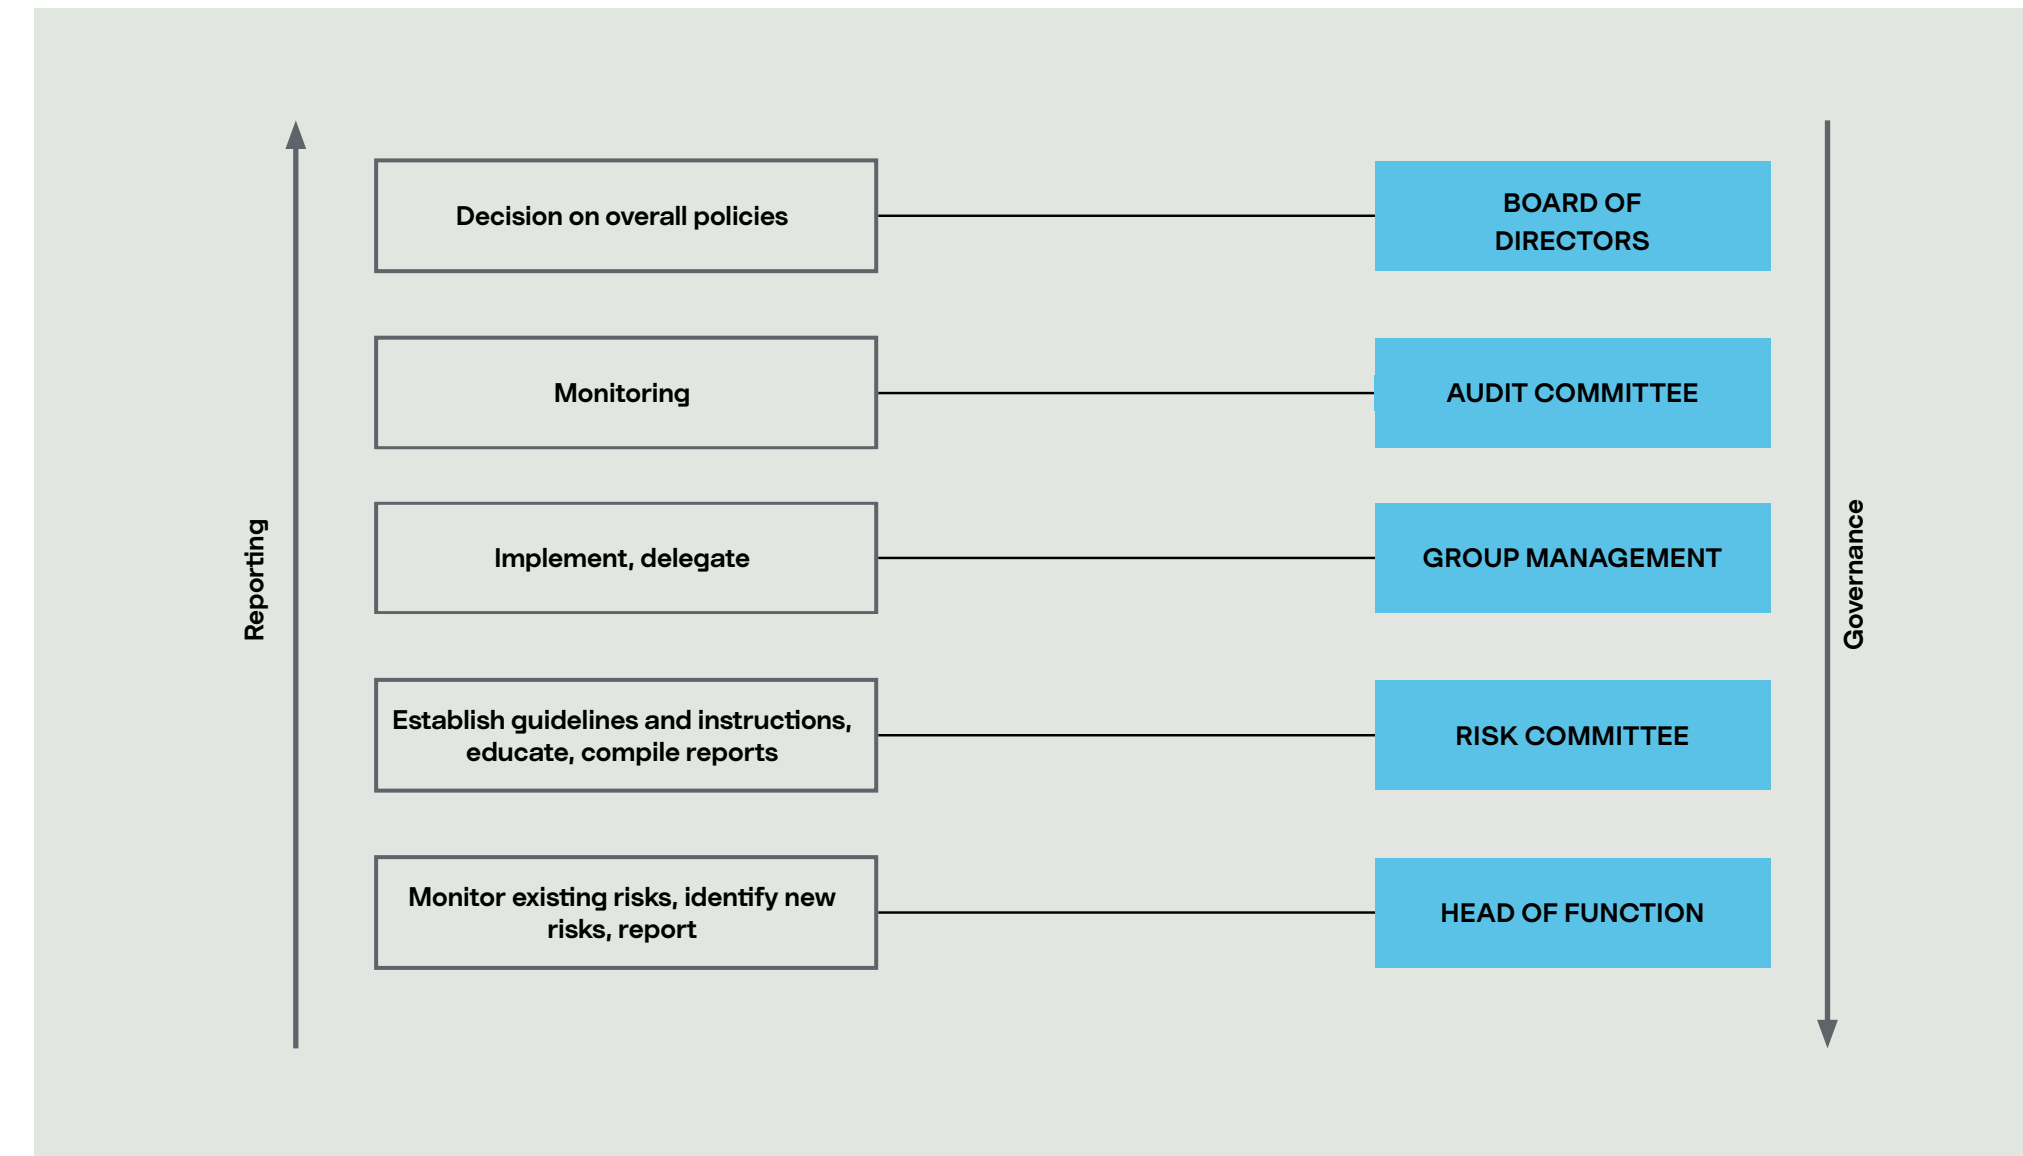 Decision on overall policies
BOARD OF
DIRECTORS
Monitoring
AUDIT COMMITTEE
Reporting
Implement, delegate
GROUP MANAGEMENT
Governance
Establish guidelines and instructions,
educate, compile reports
RISK COMMITTEE
Monitor existing risks, identify new
risks, report
HEAD OF FUNCTION